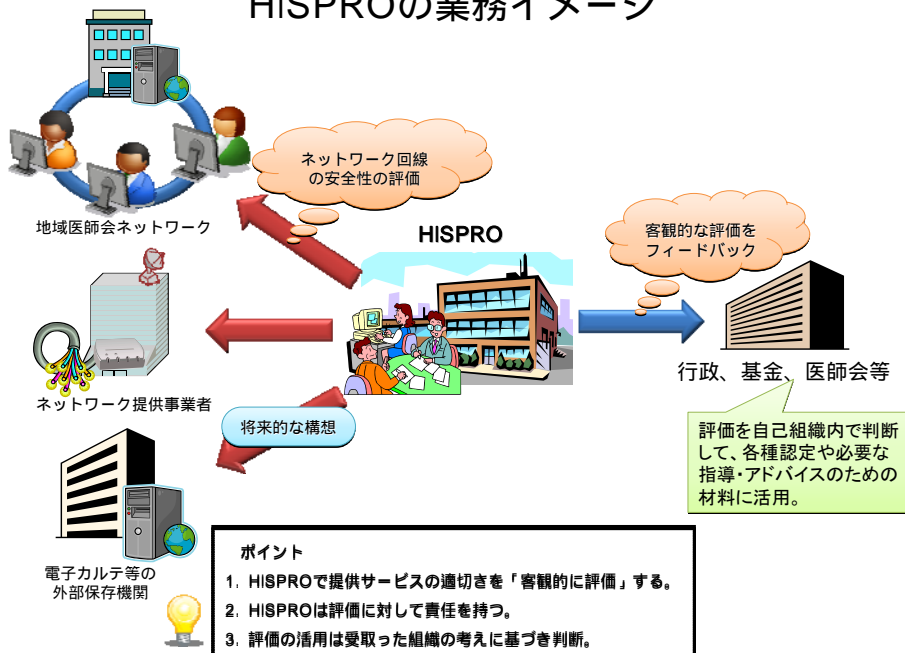 HISPROの業務イメージ
ネットワーク回線
の安全性の評価
地域医師会ネットワーク
HISPRO
客観的な評価を
フィードバック
行政、基金、医師会等
ネットワーク提供事業者
将来的な構想
評価を自己組織内で判断
して、各種認定や必要な
指導・アドバイスのための
材料に活用。
電子カルテ等の
外部保存機関
ポイント
1. HISPROで提供サービスの適切さを「客観的に評価」する。
2. HISPROは評価に対して責任を持つ。
3. 評価の活用は受取った組織の考えに基づき判断。